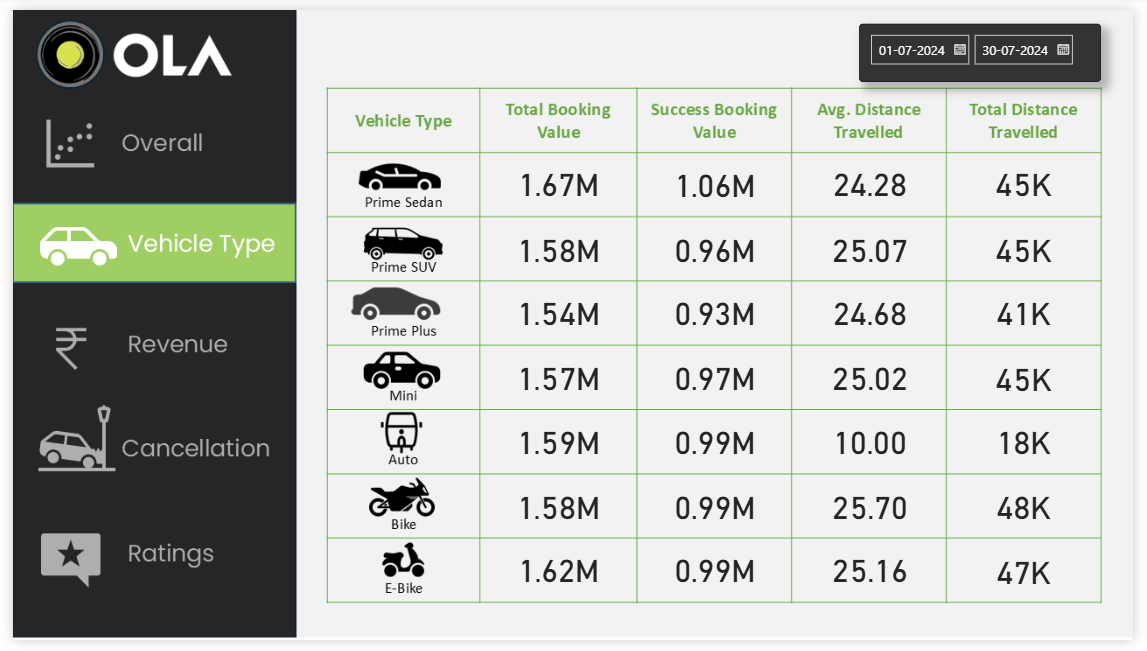 OLA
01-07-2024 30-07-2024
Overall
Vehicle Type
Revenue
Cancellation
Ratings
Vehicle Type Total Booking Value Success Booking Value Avg. Distance Travelled Total Distance Travelled
Prime Sedan 1.67M 1.06M 24.28 45K
Prime SUV 1.58M 0.96M 25.07 45K
Prime Plus 1.54M 0.93M 24.68 41K
Mini 1.57M 0.97M 25.02 45K
Auto 1.59M 0.99M 10.00 18K
Bike 1.58M 0.99M 25.70 48K
E-Bike 1.62M 0.99M 25.16 47K